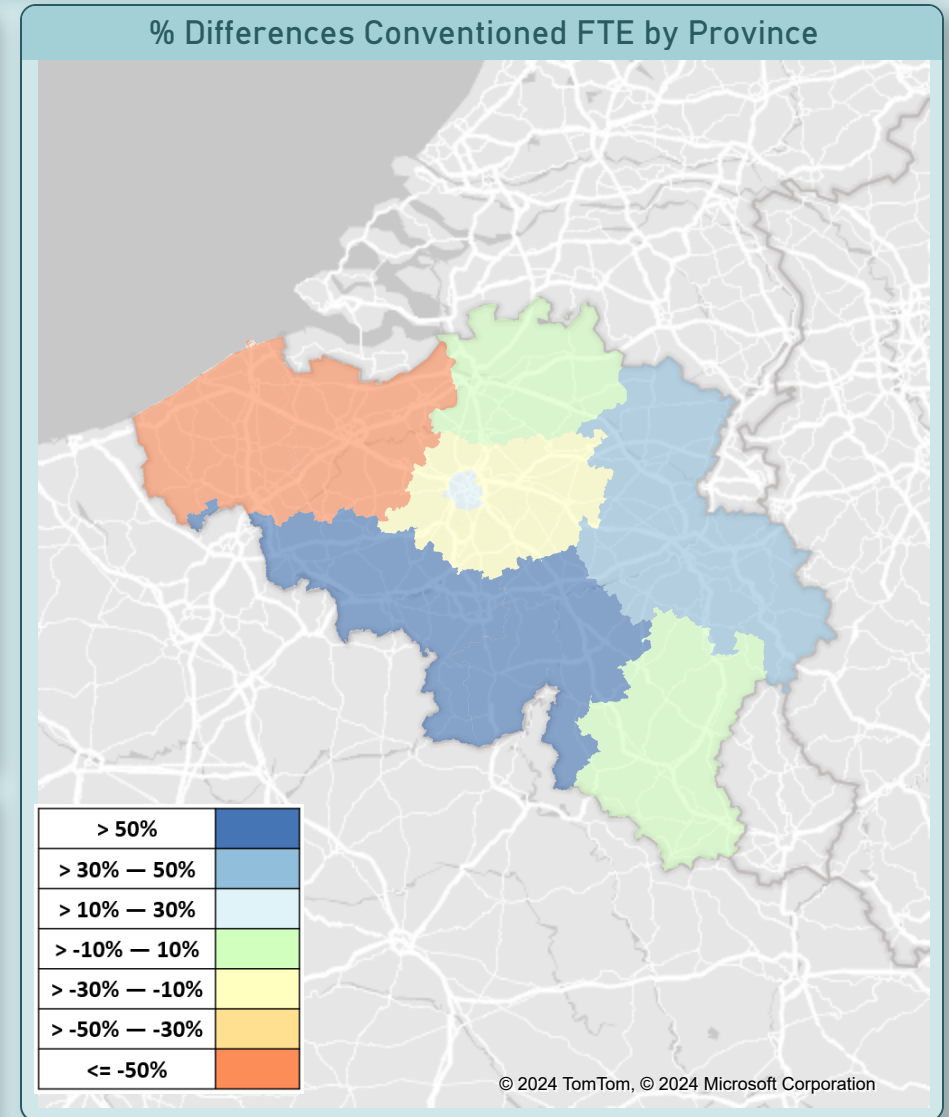 % Differences Conventioned FTE by Province
> 50%
> 30% — 50%
> 10% — 30%
> -10% — 10%
> -30% — -10%
> -50% — -30%
<= -50%
© 2024 TomTom, © 2024 Microsoft Corporation